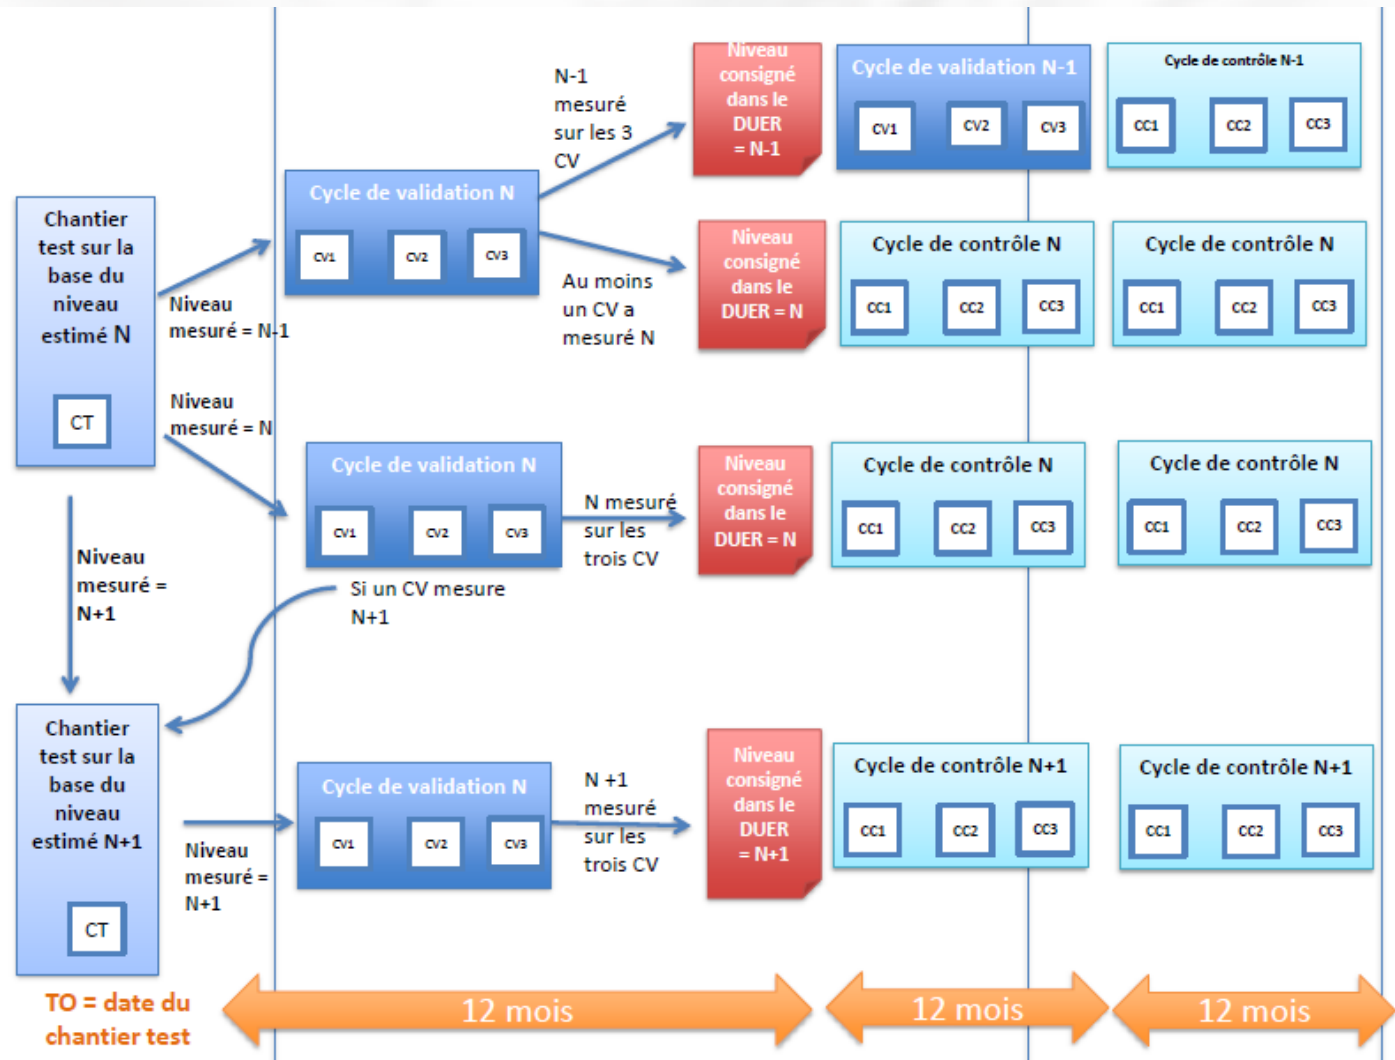 Chantier
test sur la
base du
niveau
estimé N
CT
Niveau
mesuré = N-1
Niveau
mesuré = N
Niveau
mesuré =
N+1
Cycle de validation N
CV1 CV2 CV3
N-1
mesuré
sur les 3
CV
Niveau
consigné
dans le
DUER
= N-1
Cycle de validation N-1
CV1 CV2 CV3
Cycle de contrôle N-1
CC1 CC2 CC3
Au moins
un CV a
mesuré N
Niveau
consigné
dans le
DUER = N
Cycle de contrôle N
CC1 CC2 CC3
Cycle de contrôle N
CC1 CC2 CC3
Cycle de validation N
CV1 CV2 CV3
N mesuré
sur les
trois CV
Niveau
consigné
dans le
DUER = N
Cycle de contrôle N
CC1 CC2 CC3
Cycle de contrôle N
CC1 CC2 CC3
Si un CV mesure
N+1
Chantier
test sur la
base du
niveau
estimé N+1
CT
Niveau
mesuré =
N+1
Cycle de validation N
CV1 CV2 CV3
N +1
mesuré
sur les
trois CV
Niveau
consigné
dans le
DUER
= N+1
Cycle de contrôle N+1
CC1 CC2 CC3
Cycle de contrôle N+1
CC1 CC2 CC3
TO = date du
chantier test
12 mois
12 mois
12 mois